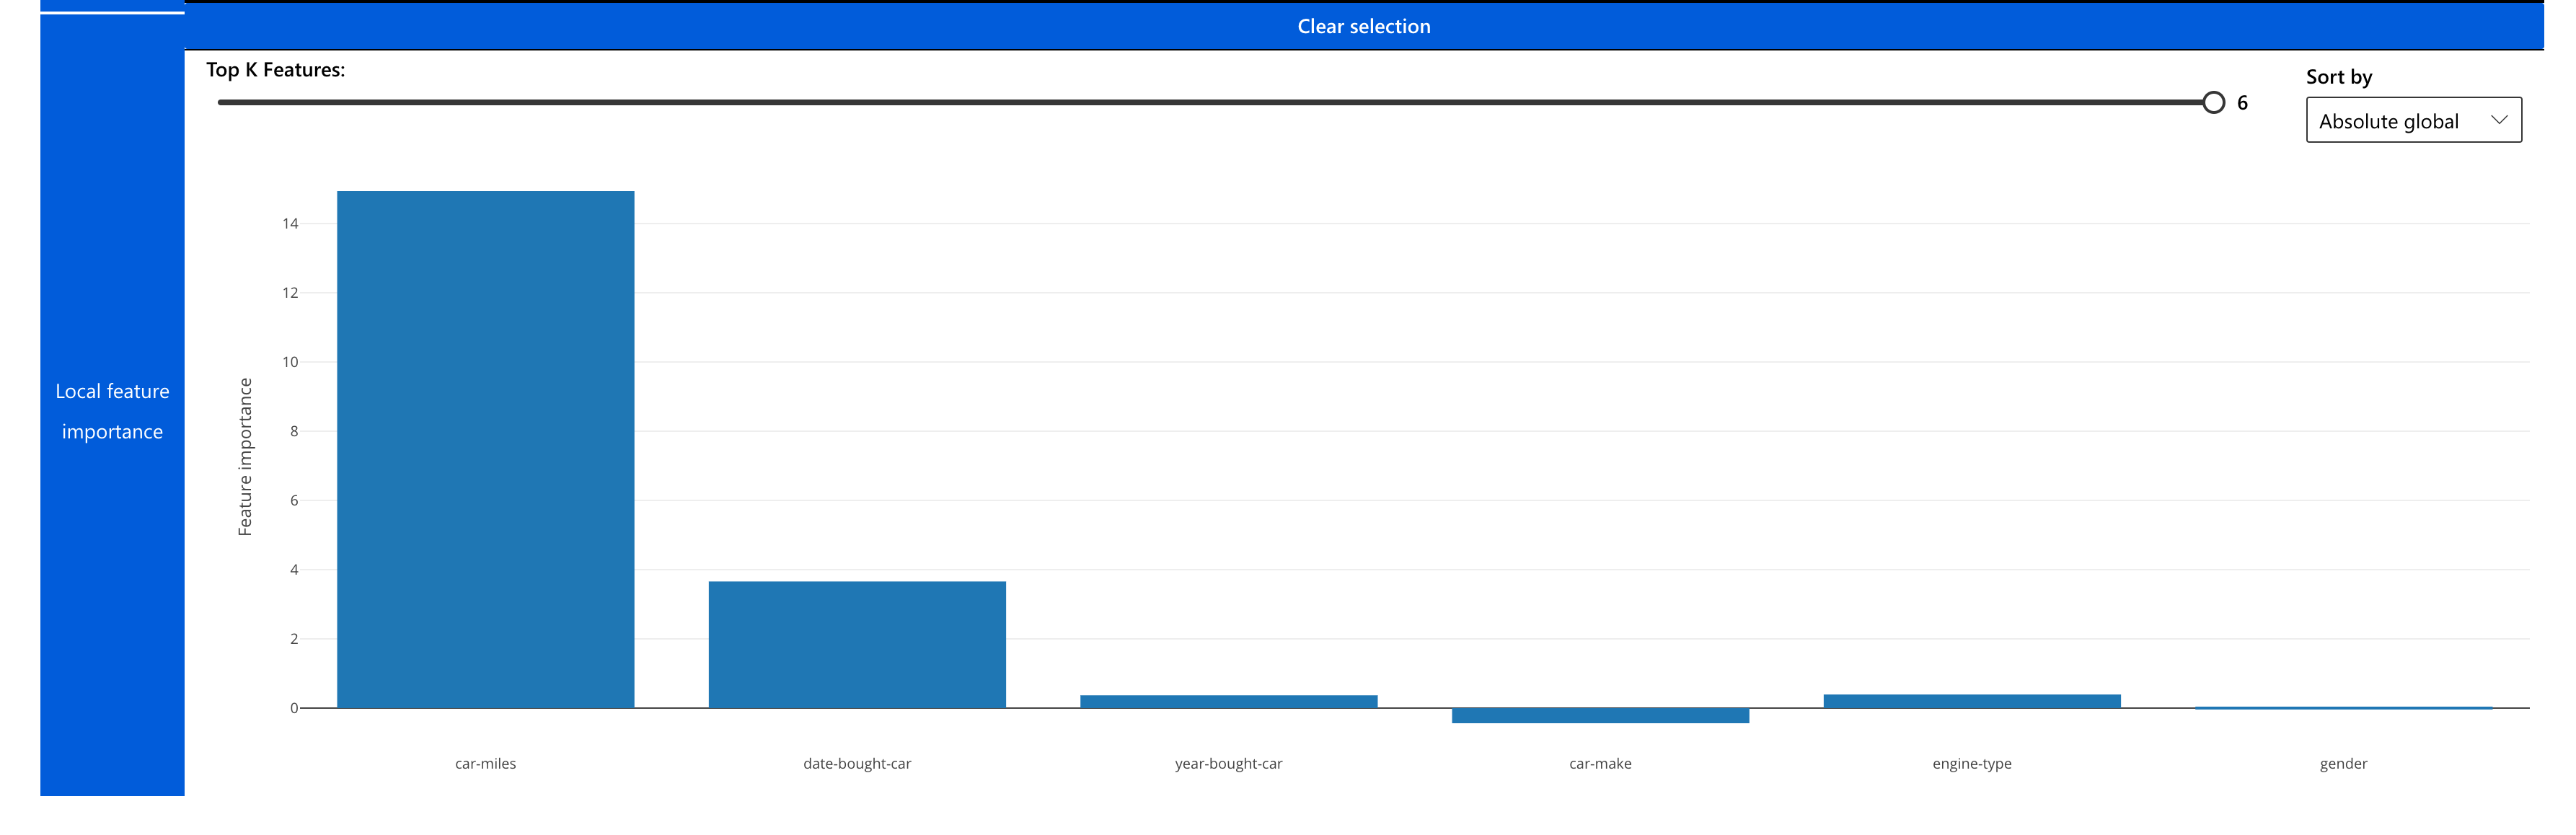 Clear selection
Top K Features:
6
Sort by
Absolute global
Local feature
importance
Feature importance
14
12
10
8
6
4
2
0
car-miles
date-bought-car
year-bought-car
car-make
engine-type
gender